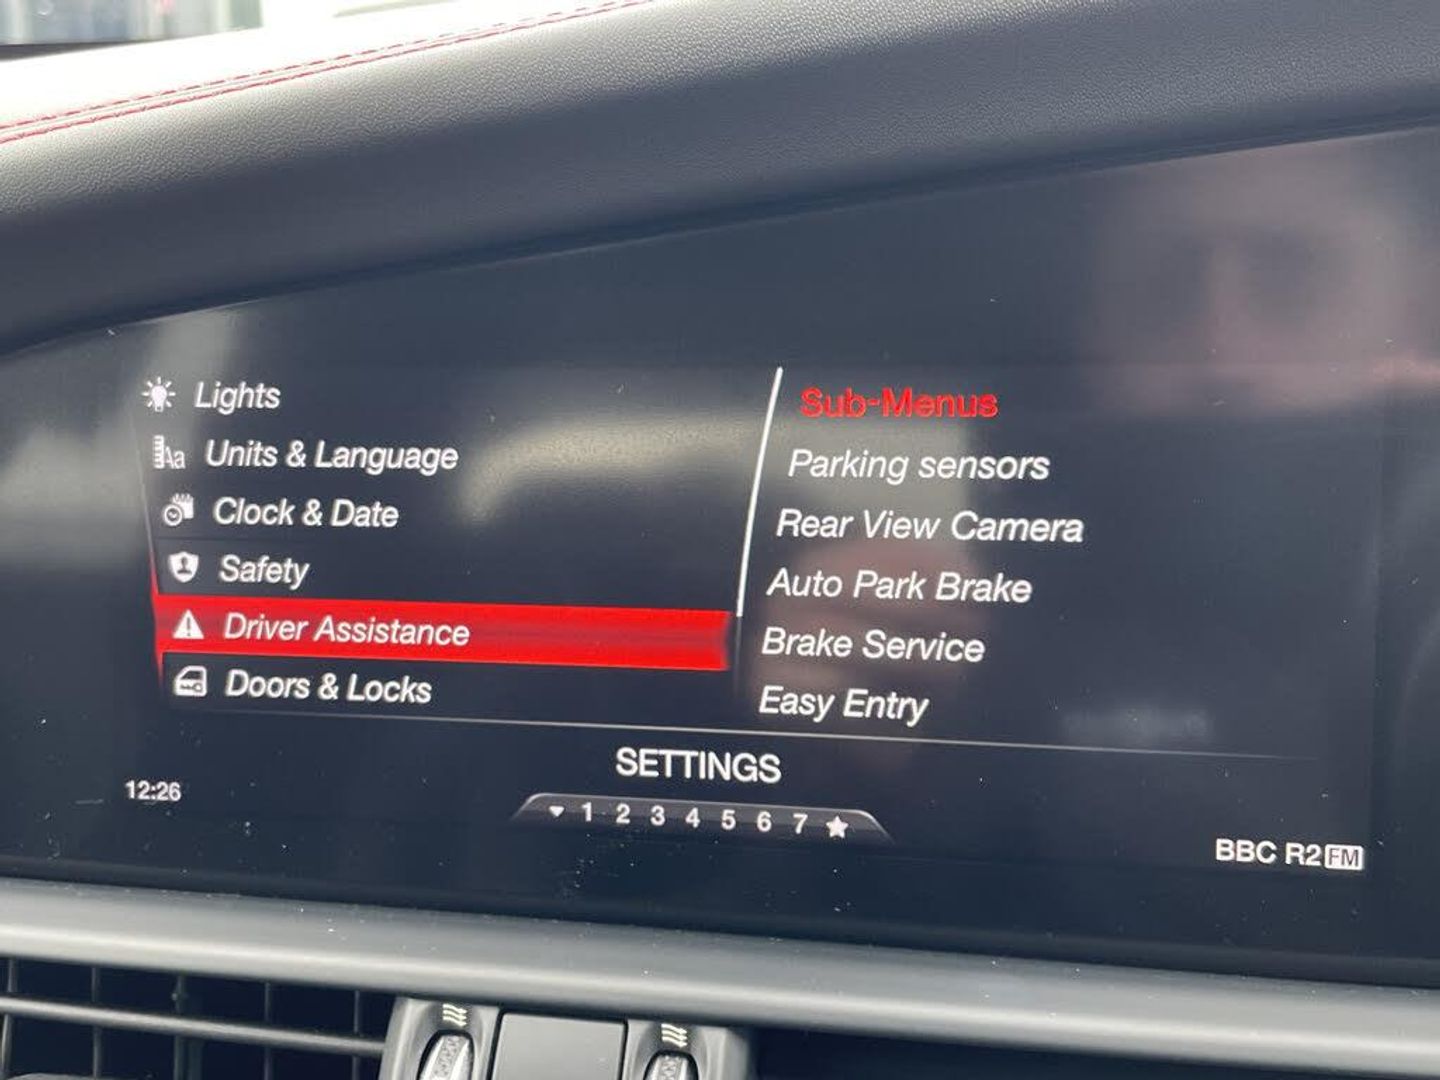 Lights
Units & Language
Clock & Date
Safety
Driver Assistance
Doors & Locks
Sub-Menus
Parking sensors
Rear View Camera
Auto Park Brake
Brake Service
Easy Entry
SETTINGS
12:26
1 2 3 4 5 6 7
BBC R2 FM